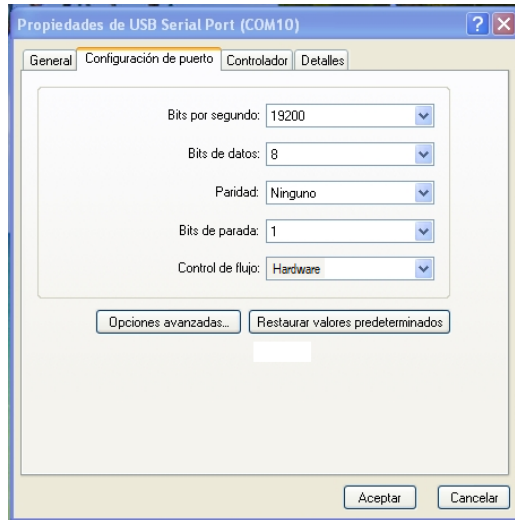 Propiedades de USB Serial Port (COM10)
General Configuración de puerto Controlador Detalles
Bits por segundo: 19200
Bits de datos: 8
Paridad: Ninguno
Bits de parada: 1
Control de flujo: Hardware
Opciones avanzadas... Restaurar valores predeterminados
Aceptar Cancelar